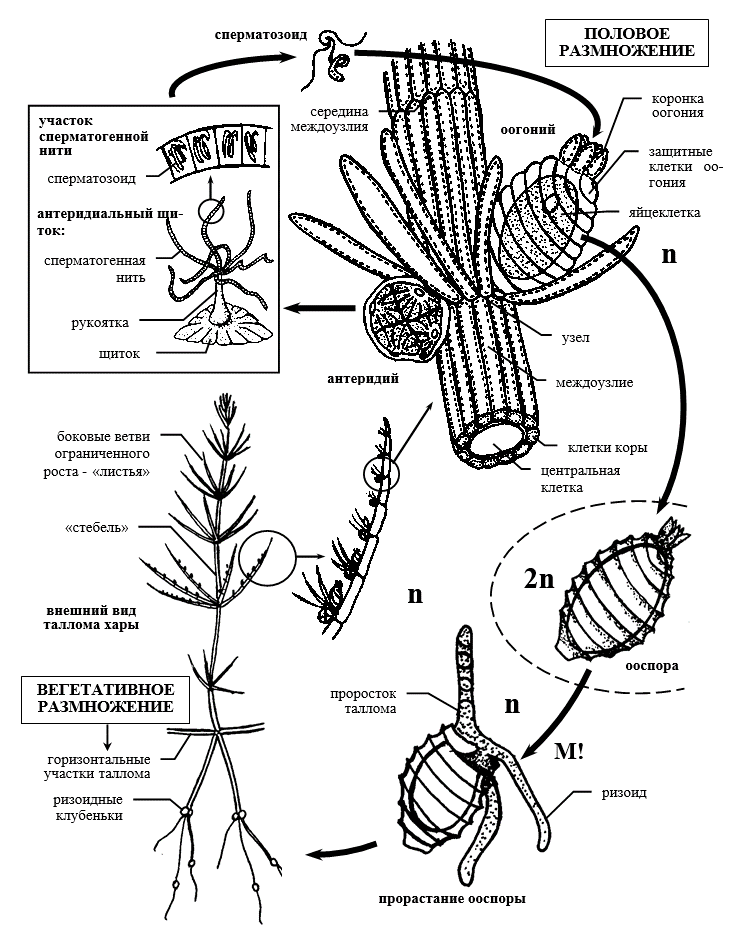 ПОЛОВОЕ
РАЗМНОЖЕНИЕ
сперматозоид
участок
сперматогенной
нити
сперматозоид
антеридиальный щи-
ток:
сперматогенная
нить
рукоятка
щиток
середина
междоузлия
оогоний
коронка
оогония
защитные
клетки оо-
гония
яйцеклетка
n
узел
междоузлие
антеридий
клетки коры
центральная
клетка
боковые ветви
ограниченного
роста - «листья»
«стебель»
внешний вид
таллома хары
n
2n
ооспора
ВЕГЕТАТИВНОЕ
РАЗМНОЖЕНИЕ
горизонтальные
участки таллома
ризоидные
клубеньки
проросток
таллома
n
М!
ризоид
прорастание ооспоры